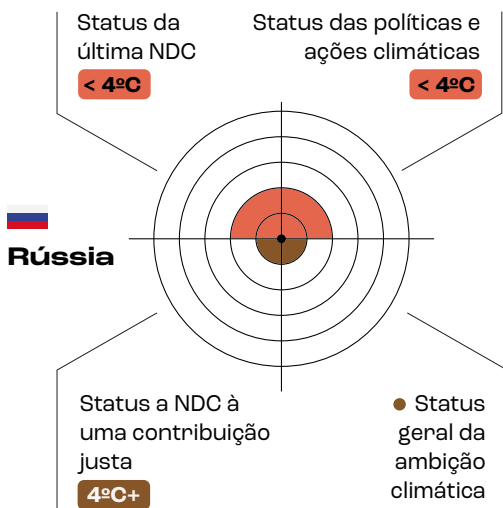 Status da
última NDC
< 4ºC
Status das políticas e
ações climáticas
< 4ºC
Rússia
Status a NDC à
uma contribuição
justa
4ºC+
Status
geral da
ambição
climática